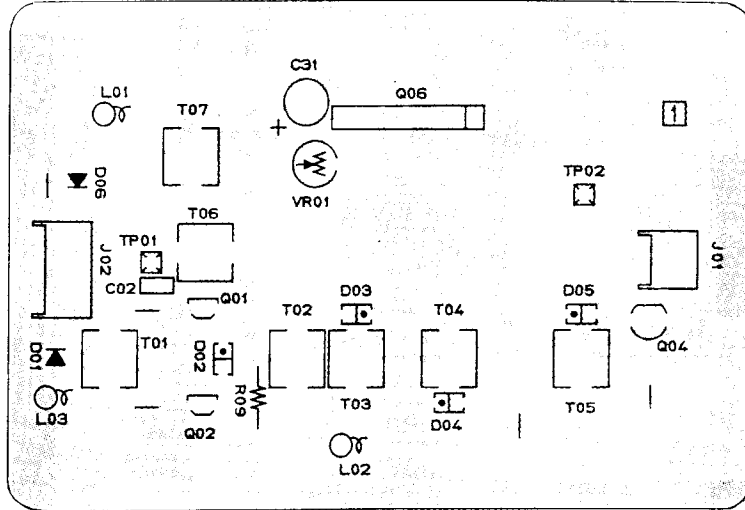 C31
L01
T07
Q06
+
1
D06
VR01
TP02
T06
TP01
J02
C02
J01
Q01
D03
T02
T04
D05
D01
T01
D02
Q04
R09
L03
T03
T05
Q02
D04
L02